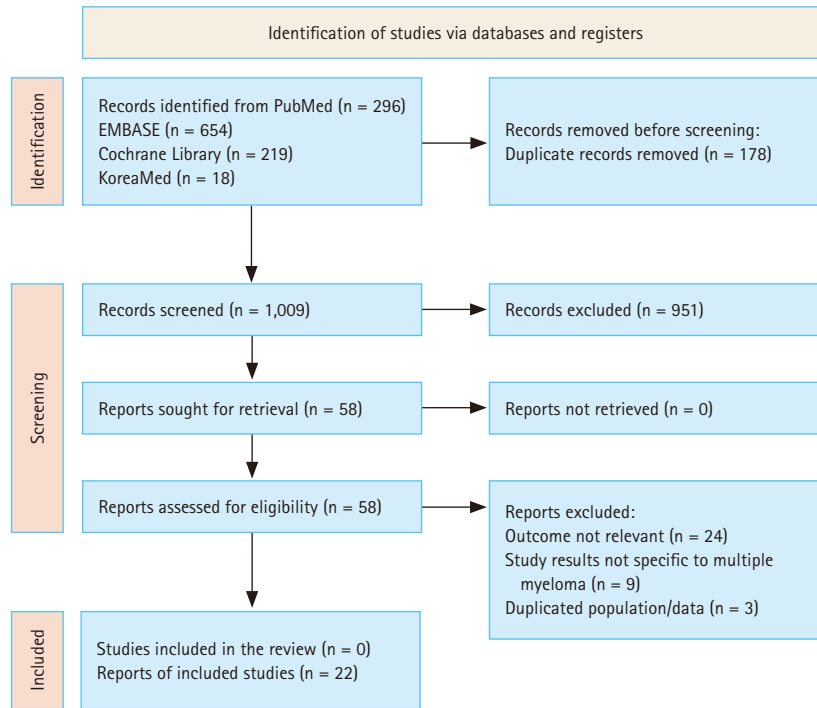 Identification of studies via databases and registers
Identification
Records identified from PubMed (n = 296)
EMBASE (n = 654)
Cochrane Library (n = 219)
KoreaMed (n = 18)
Records removed before screening:
Duplicate records removed (n = 178)
Screening
Records screened (n = 1,009)
Records excluded (n = 951)
Reports sought for retrieval (n = 58)
Reports not retrieved (n = 0)
Reports assessed for eligibility (n = 58)
Reports excluded:
Outcome not relevant (n = 24)
Study results not specific to multiple
myeloma (n = 9)
Duplicated population/data (n = 3)
Included
Studies included in the review (n = 0)
Reports of included studies (n = 22)